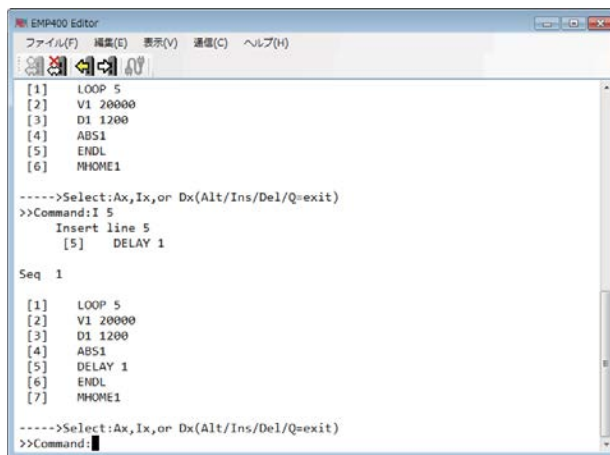 EMP400 Editor
ファイル(F) 編集(E) 表示(V) 通信(C) ヘルプ(H)
[1] LOOP 5
[2] V1 20000
[3] D1 1200
[4] ABS1
[5] ENDL
[6] MHOME1
----->Select:Ax,Ix,or Dx(Alt/Ins/Del/Q=exit)
>>Command:I 5
Insert line 5
[5] DELAY 1
Seq 1
[1] LOOP 5
[2] V1 20000
[3] D1 1200
[4] ABS1
[5] DELAY 1
[6] ENDL
[7] MHOME1
----->Select:Ax,Ix,or Dx(Alt/Ins/Del/Q=exit)
>>Command: